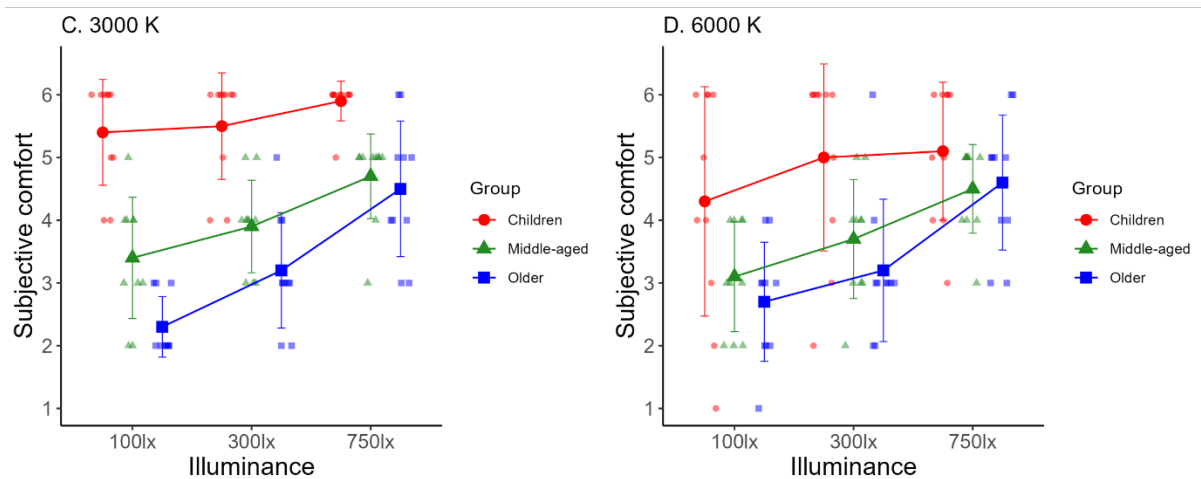 C. 3000 K
Subjective comfort
6
5
4
3
2
1
100lx
300lx
750lx
Illuminance
Group
Children
Middle-aged
Older
D. 6000 K
Subjective comfort
6
5
4
3
2
1
100lx
300lx
750lx
Illuminance
Group
Children
Middle-aged
Older